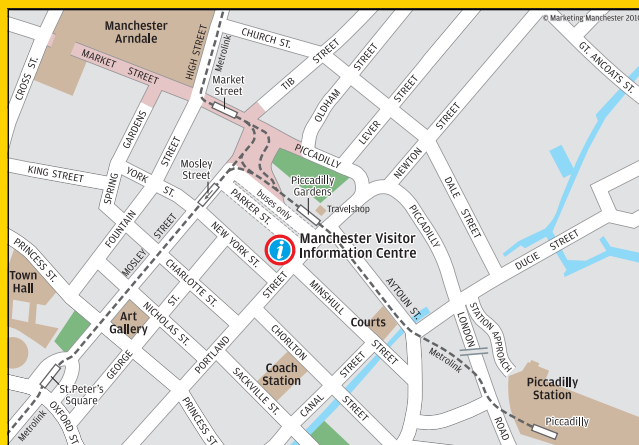 © Marketing Manchester 2010
Manchester
Arndale
CHURCH ST.
HIGH STREET
Metrolink
CROSS ST.
MARKET STREET
Market
Street
TIB STREET
OLDHAM STREET
LEVER STREET
NEWTON STREET
DALE STREET
GT. ANCOATS ST.
KING STREET
SPRING GARDENS
YORK ST.
FOUNTAIN STREET
Mosley
Street
PICCADILLY
Piccadilly
Gardens
Travelshop
buses only
PARKER ST.
PICCADILLY
i
Manchester Visitor
Information Centre
NEW YORK ST.
MOSLEY STREET
PRINCESS ST.
Town
Hall
Art
Gallery
CHARLOTTE ST.
NICHOLAS ST.
GEORGE ST.
PORTLAND STREET
MINSHULL STREET
AYTOUN ST.
DUCIE STREET
Courts
CHORLTON STREET
Coach
Station
SACKVILLE ST.
CANAL STREET
PRINCESS ST.
Metrolink
LONDON ROAD
STATION APPROACH
Piccadilly
Station
Piccadilly
St.Peter's
Square
OXFORD ST.
Metrolink